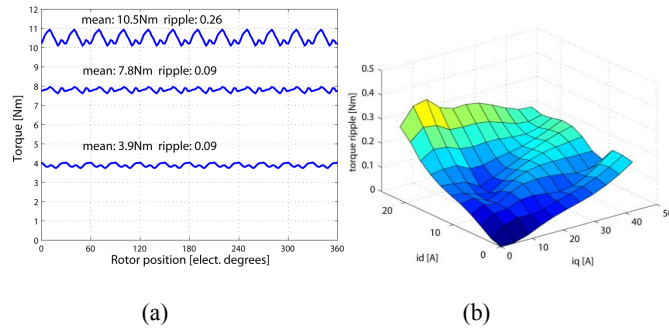 12
11
10
9
8
7
6
5
4
3
2
1
0
Torque [Nm]
mean: 10.5Nm ripple: 0.26
mean: 7.8Nm ripple: 0.09
mean: 3.9Nm ripple: 0.09
0 60 120 180 240 300 360
Rotor position [elect. degrees]
(a)
0.5
0.4
0.3
0.2
0.1
0
torque ripple [Nm]
20
10
0
id [A]
0 10 20 30 40 50
iq [A]
(b)